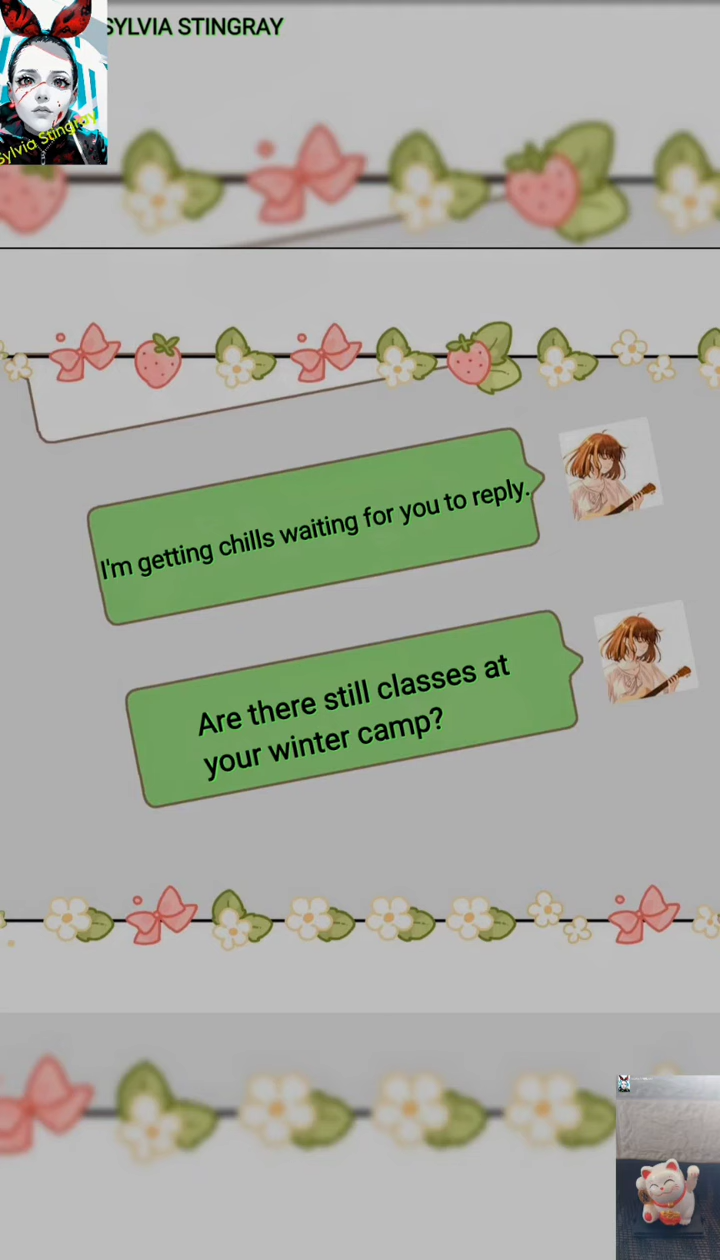 SYLVIA STINGRAY
Sylvia Stingray
I'm getting chills waiting for you to reply.
Are there still classes at
your winter camp?